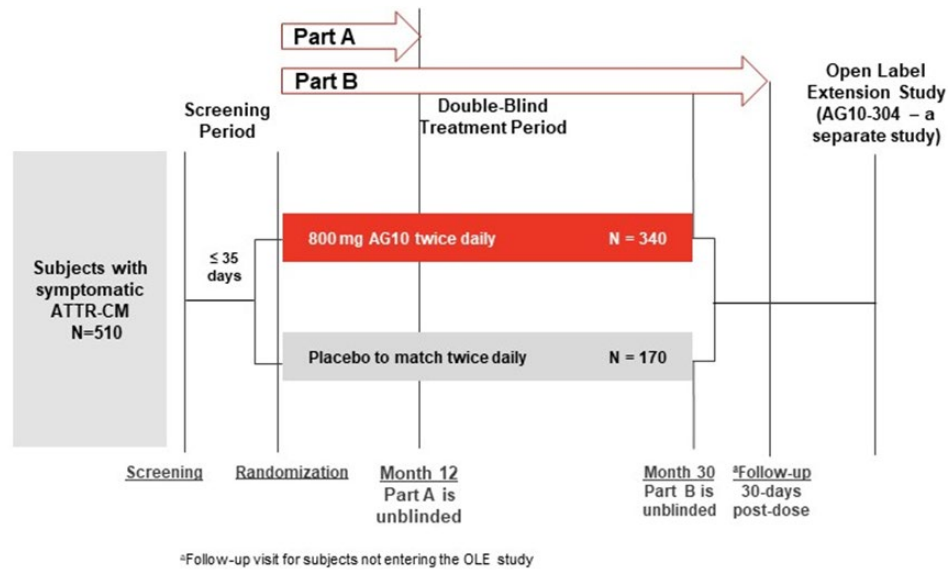 Part A
Part B
Screening
Period
Double-Blind
Treatment Period
Open Label
Extension Study
(AG10-304 – a
separate study)
Subjects with
symptomatic
ATTR-CM
N=510
≤ 35
days
800 mg AG10 twice daily N = 340
Placebo to match twice daily N = 170
Screening
Randomization
Month 12
Part A is
unblinded
Month 30
Part B is
unblinded
ªFollow-up
30-days
post-dose
ªFollow-up visit for subjects not entering the OLE study